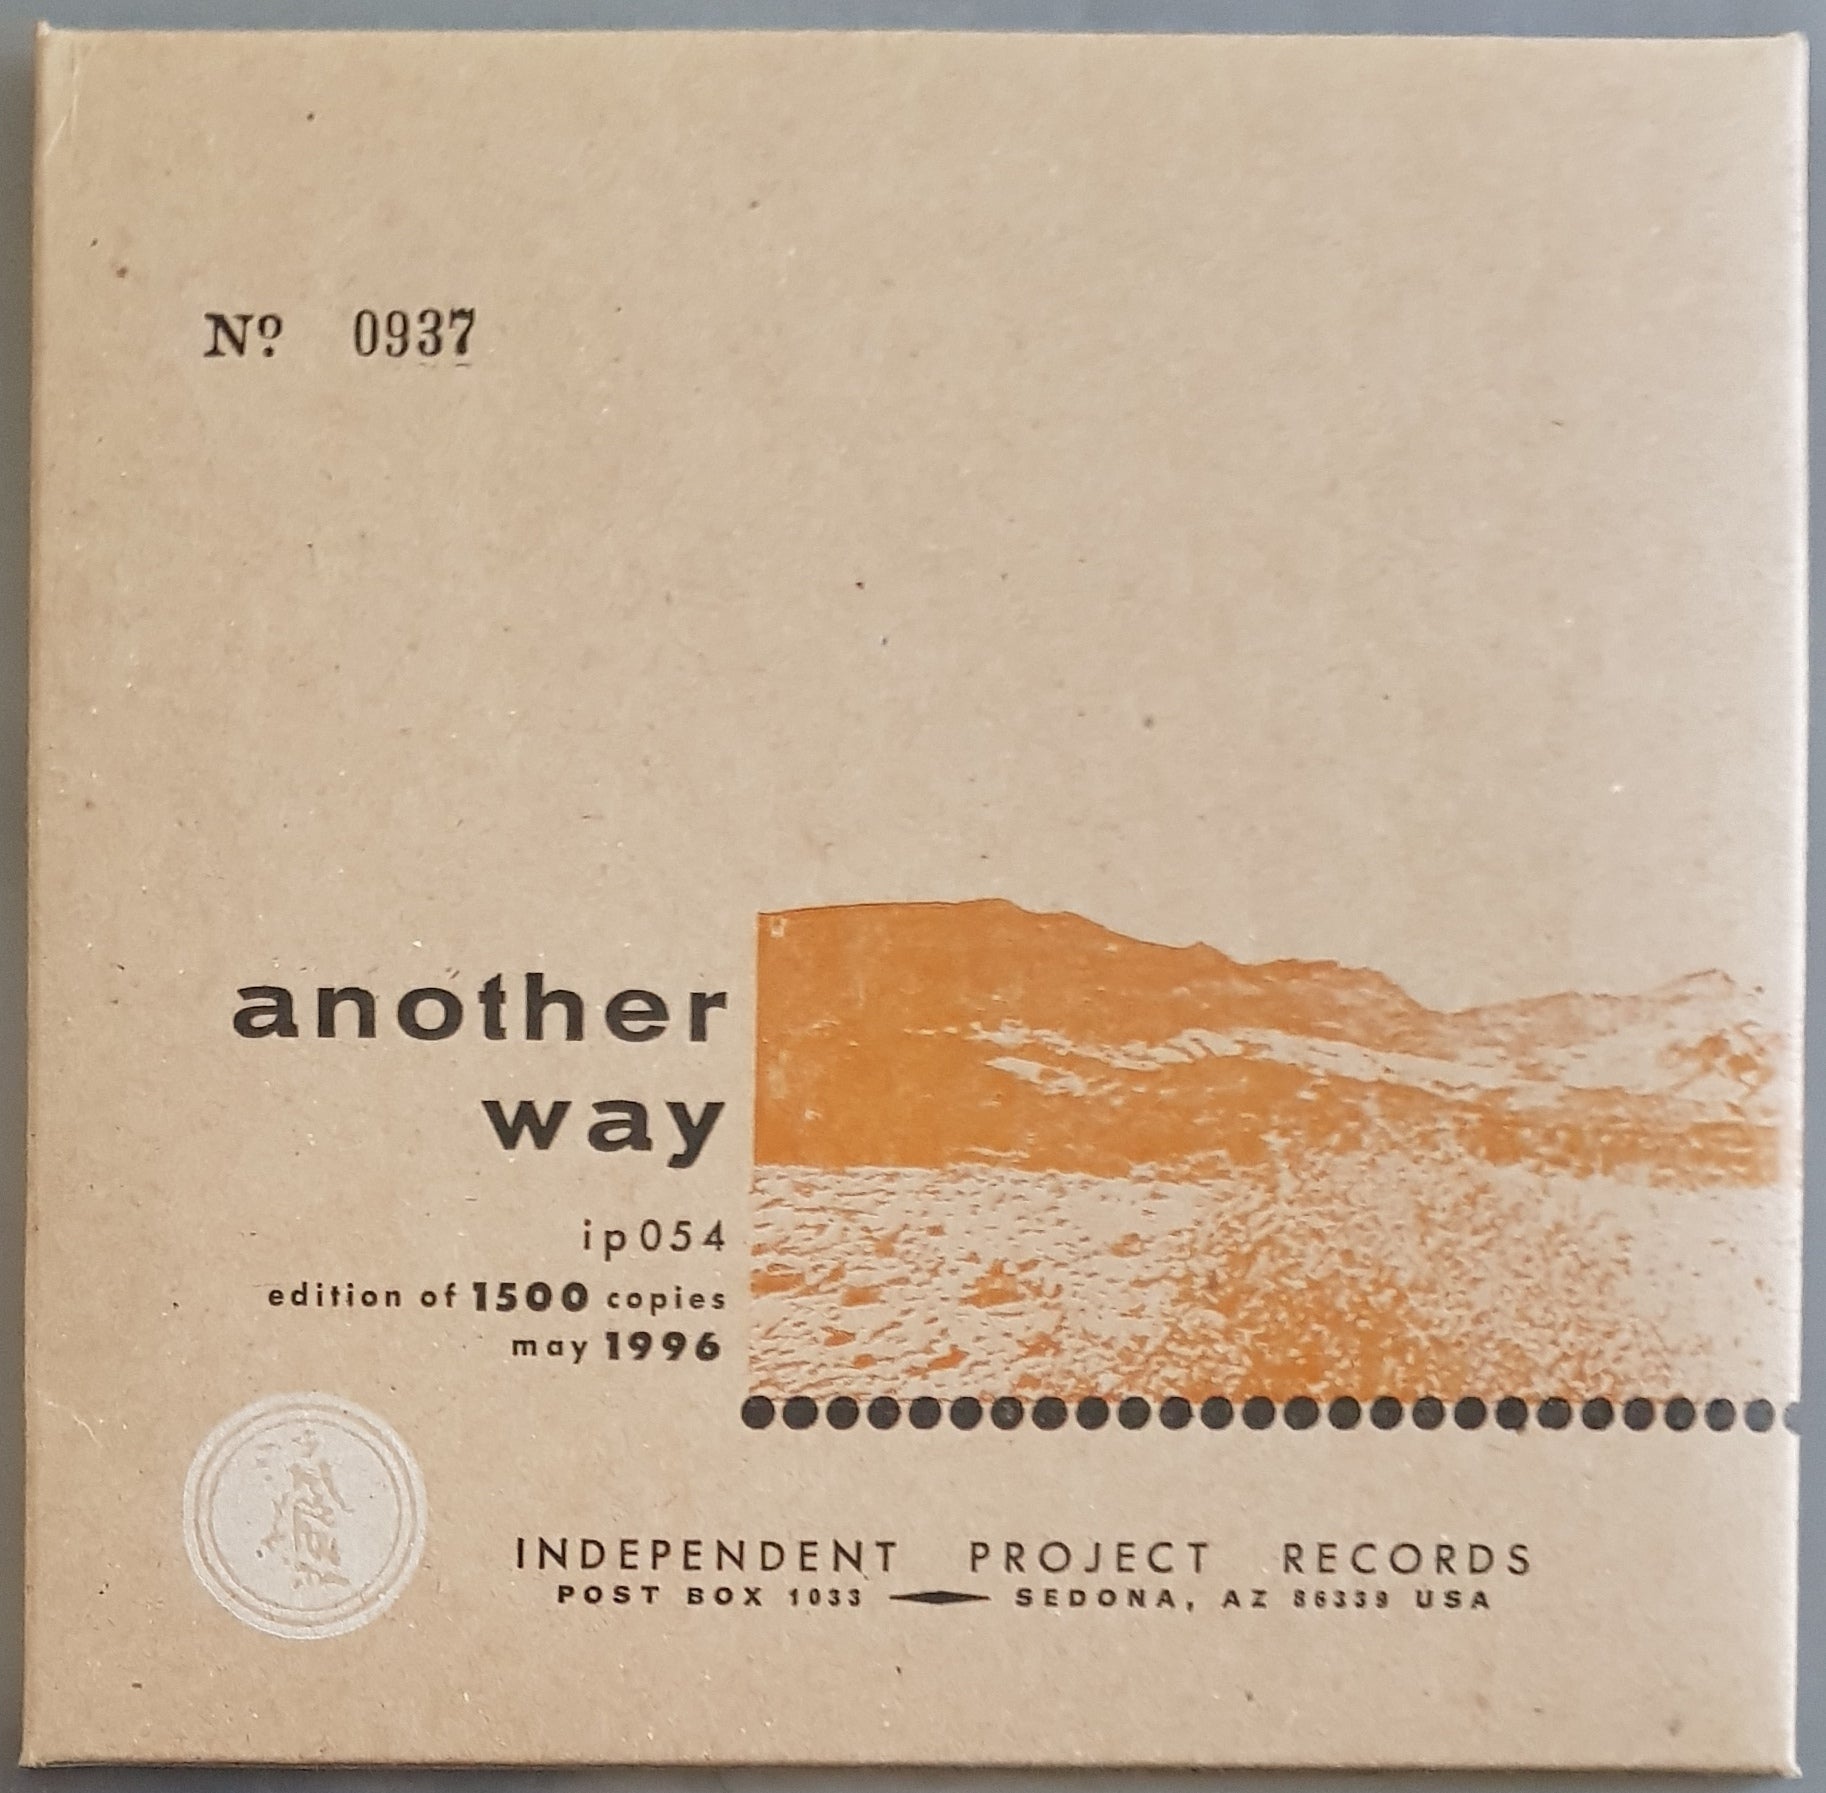 Nº 0937
another
way
ip054
edition of 1500 copies
may 1996
INDEPENDENT PROJECT RECORDS
POST BOX 1033 SEDONA, AZ 86339 USA